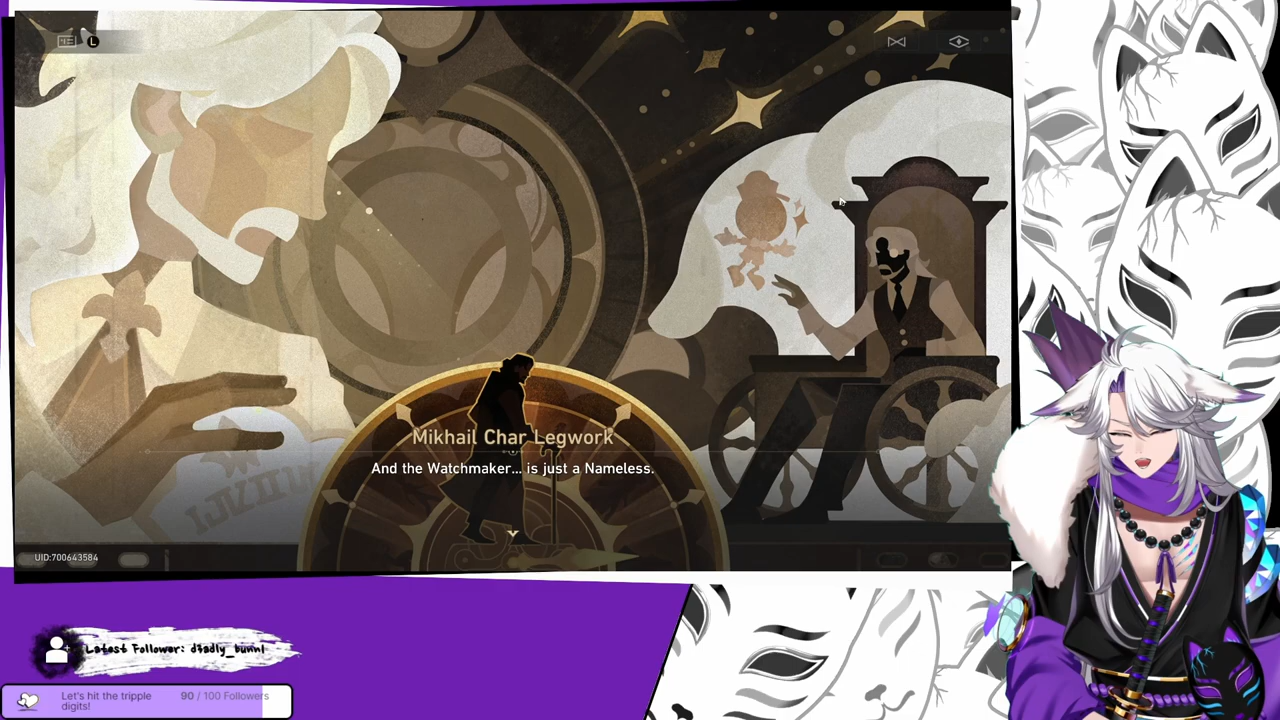 L
Mikhail Char Legwork
And the Watchmaker... is just a Nameless.
UID:700643584
Latest Follower: d3adly_bunni
Let's hit the tripple
digits!
90 / 100 Followers